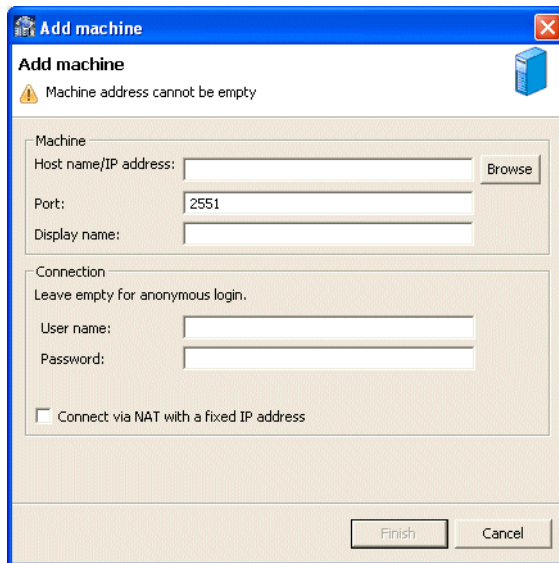 Add machine
Add machine
Machine address cannot be empty
Machine
Host name/IP address:
Browse
Port:
2551
Display name:
Connection
Leave empty for anonymous login.
User name:
Password:
Connect via NAT with a fixed IP address
Finish
Cancel